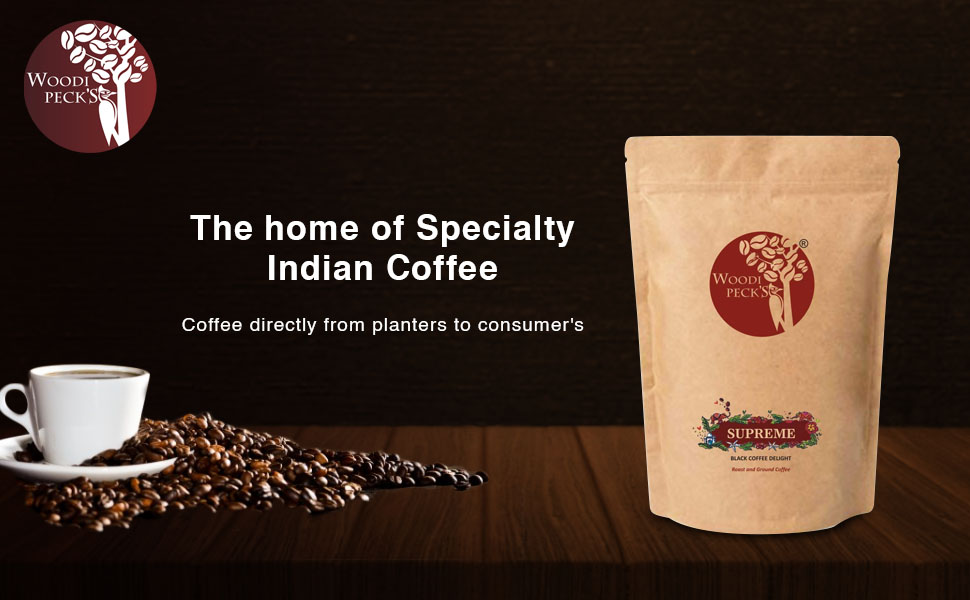 WOODI
PECK'S
The home of Specialty
Indian Coffee
Coffee directly from planters to consumer's
®
WOODI
PECK'S
SUPREME
BLACK COFFEE DELIGHT
Roast and Ground Coffee